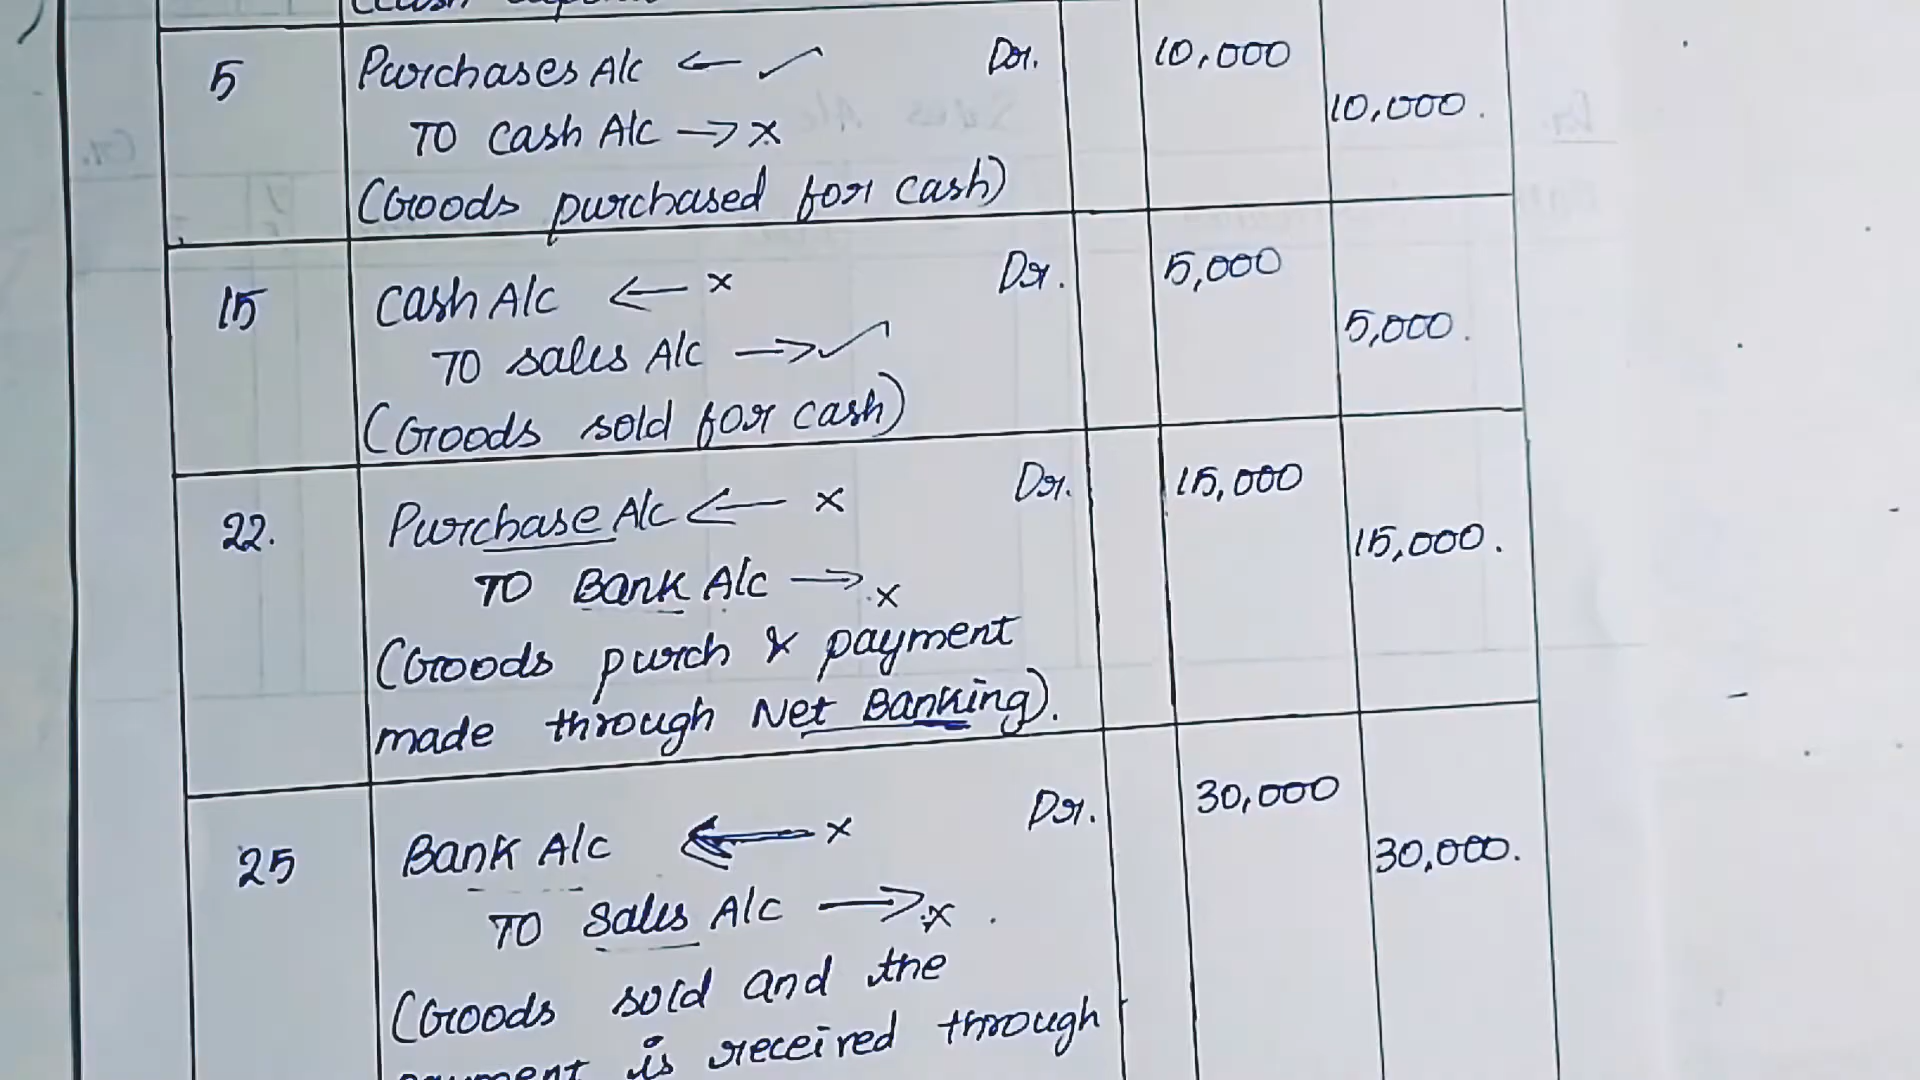 5 Purchases A/c ← ✓ Dr. 10,000
TO cash A/c → x 10,000.
(Goods purchased for cash)
15 cash A/c ← x Dr. 5,000
TO sales A/c → ✓ 5,000.
(Goods sold for cash)
22. Purchase A/c ← x Dr. 15,000
TO Bank A/c → x 15,000.
(Goods purch & payment
made through Net Banking).
25 Bank A/c ← x Dr. 30,000
TO Sales A/c → x . 30,000.
(Goods sold and the
payment is received through